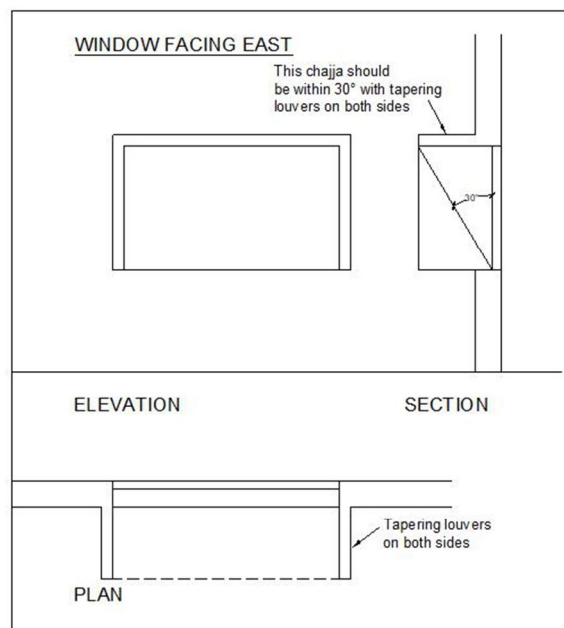 WINDOW FACING EAST
This chajja should
be within 30° with tapering
louvers on both sides
30°
ELEVATION
SECTION
Tapering louvers
on both sides
PLAN